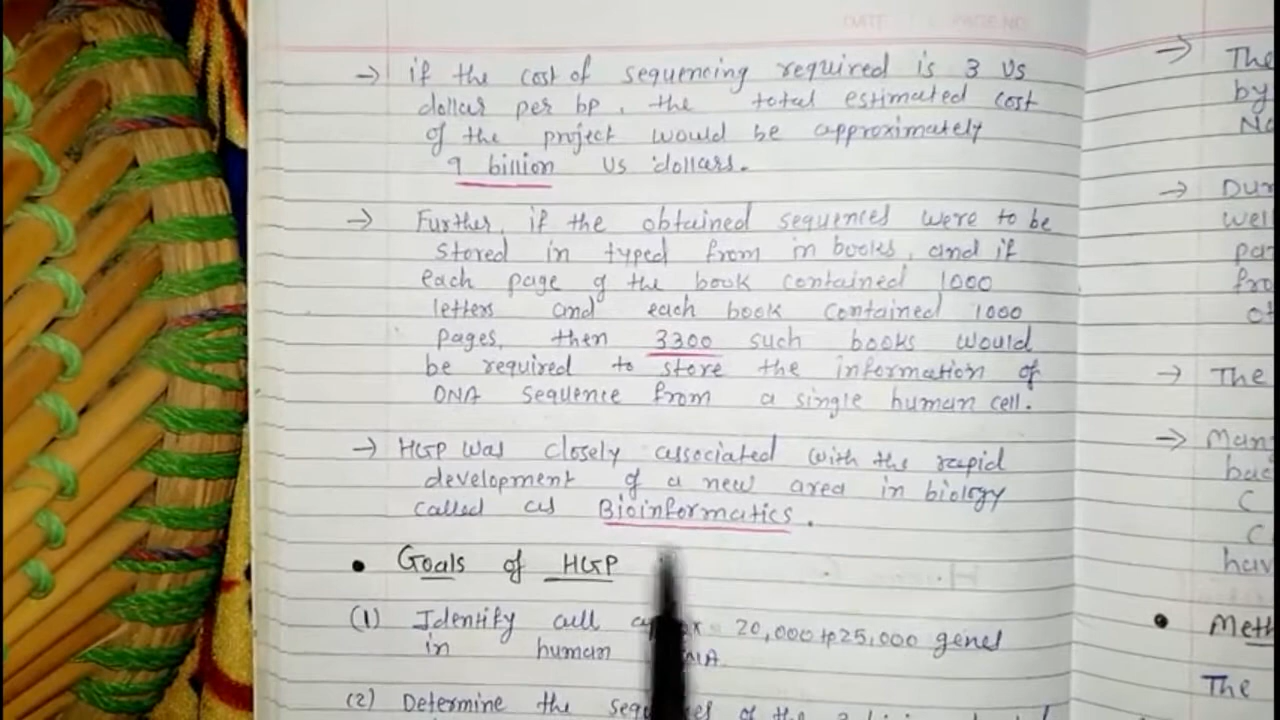 DATE PAGE NO.
→ if the cost of sequencing required is 3 US
dollar per bp, the total estimated cost
of the project would be approximately
9 billion US dollars.
→ Further, if the obtained sequences were to be
stored in typed from in books, and if
each page of the book contained 1000
letters and each book contained 1000
pages, then 3300 such books would
be required to store the information of
DNA sequence from a single human cell.
→ HGP was closely associated with the rapid
development of a new area in biology
called as Bioinformatics.
• Goals of HGP
(1) Identify all 20,000 to 25,000 genes
in human
(2) Determine the
→ The
by
→
→ The
→
C
C
• 
The